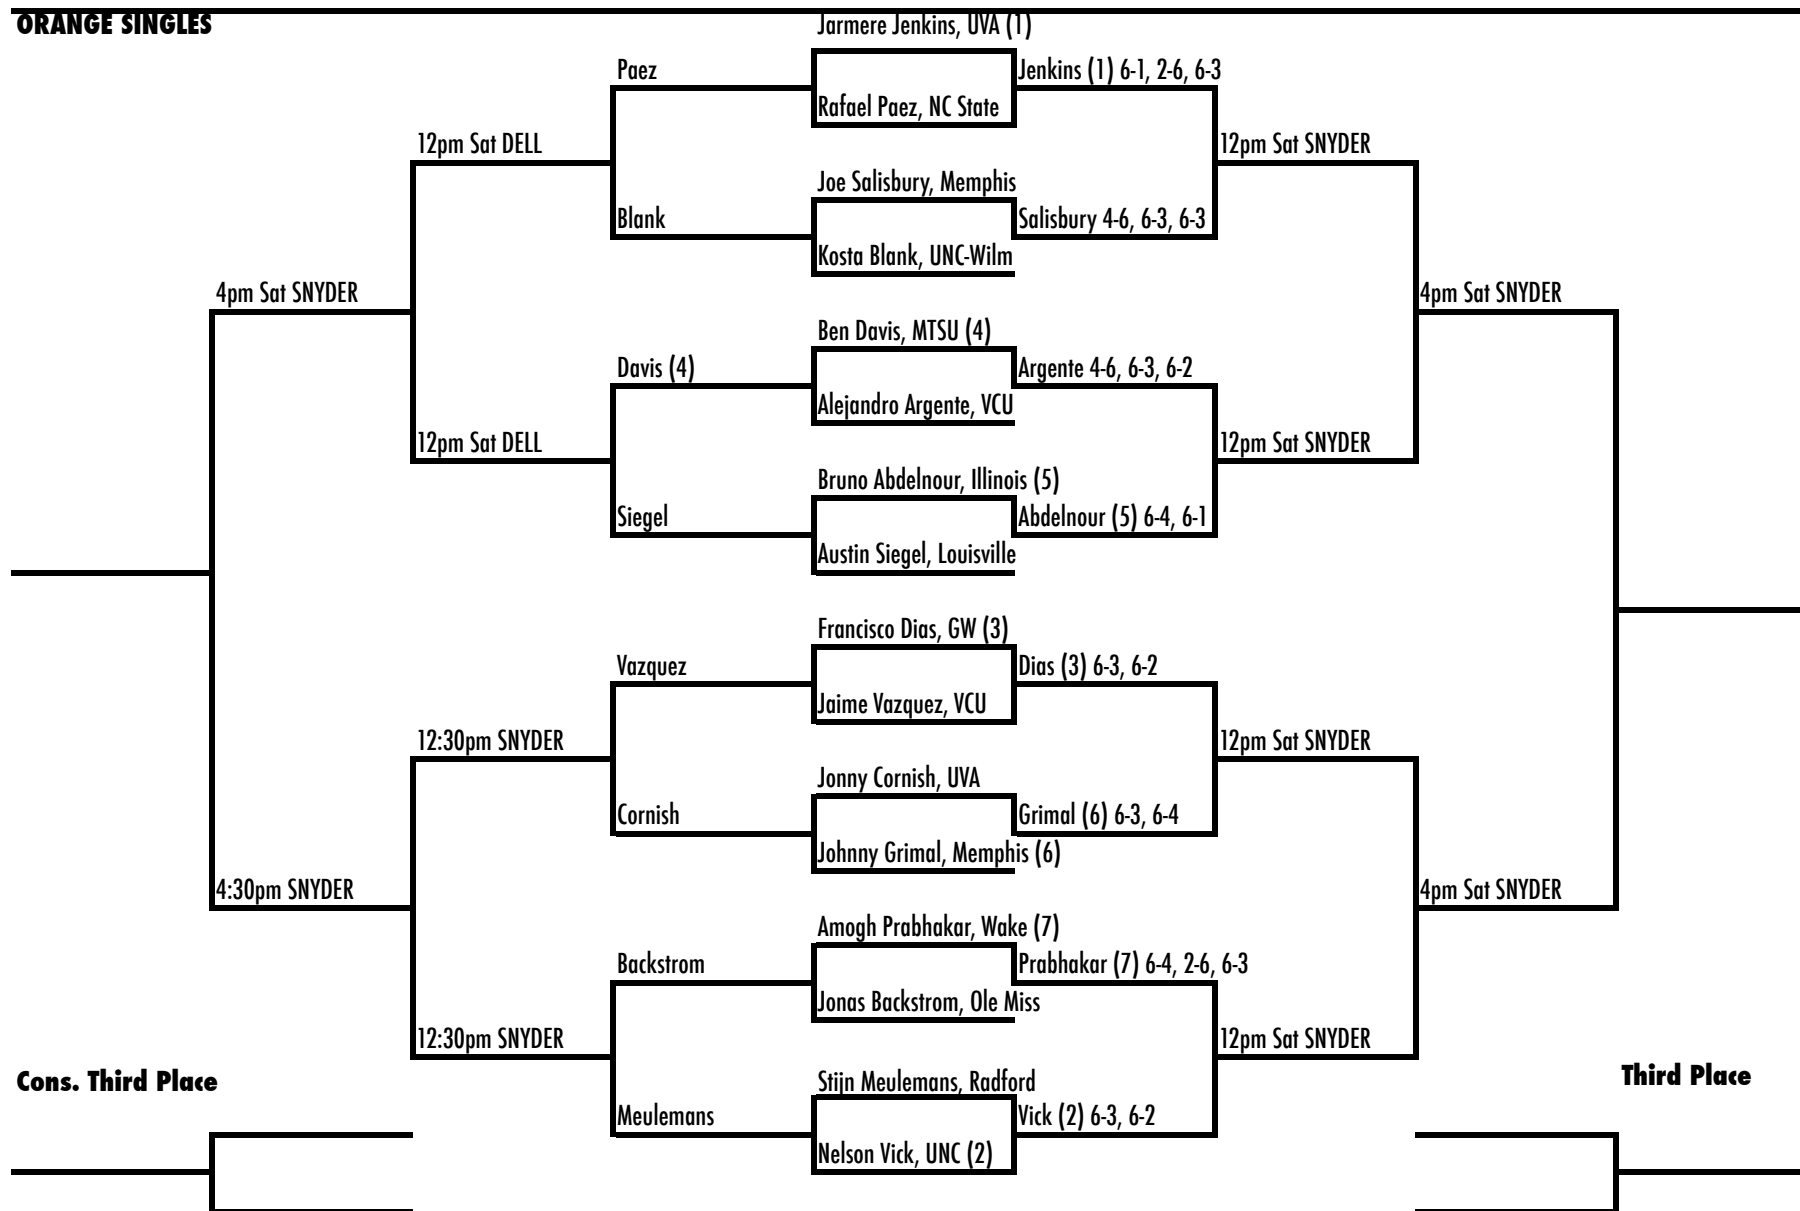 ORANGE SINGLES
Jarmere Jenkins, UVA (1)
Paez
Jenkins (1) 6-1, 2-6, 6-3
Rafael Paez, NC State
12pm Sat DELL
12pm Sat SNYDER
Joe Salisbury, Memphis
Blank
Salisbury 4-6, 6-3, 6-3
Kosta Blank, UNC-Wilm
4pm Sat SNYDER
4pm Sat SNYDER
Ben Davis, MTSU (4)
Davis (4)
Argente 4-6, 6-3, 6-2
Alejandro Argente, VCU
12pm Sat DELL
12pm Sat SNYDER
Bruno Abdelnour, Illinois (5)
Siegel
Abdelnour (5) 6-4, 6-1
Austin Siegel, Louisville
Francisco Dias, GW (3)
Vazquez
Dias (3) 6-3, 6-2
Jaime Vazquez, VCU
12:30pm SNYDER
12pm Sat SNYDER
Jonny Cornish, UVA
Cornish
Grimal (6) 6-3, 6-4
Johnny Grimal, Memphis (6)
4:30pm SNYDER
4pm Sat SNYDER
Amogh Prabhakar, Wake (7)
Backstrom
Prabhakar (7) 6-4, 2-6, 6-3
Jonas Backstrom, Ole Miss
12:30pm SNYDER
12pm Sat SNYDER
Cons. Third Place
Stijn Meulemans, Radford
Third Place
Meulemans
Vick (2) 6-3, 6-2
Nelson Vick, UNC (2)